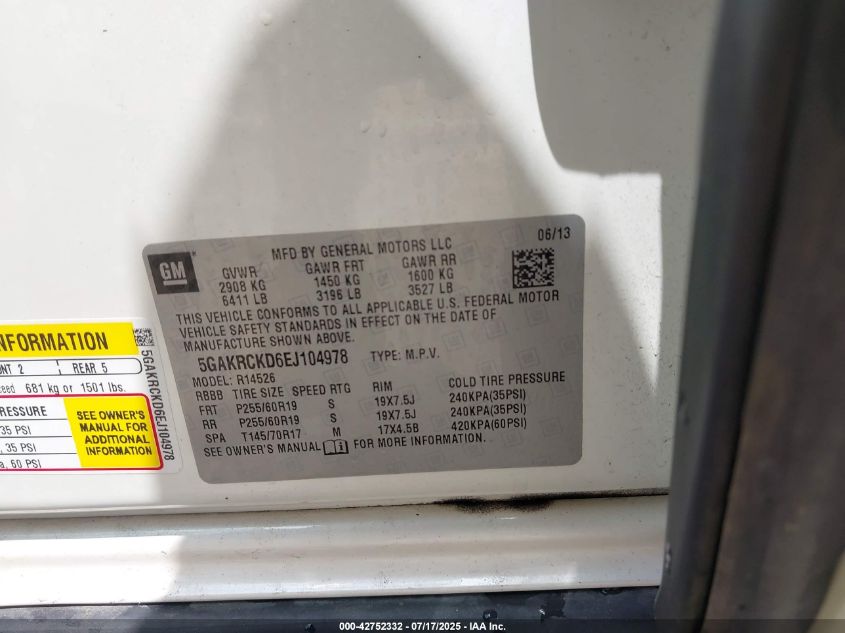 06/13
MFD BY GENERAL MOTORS LLC
GM
GVWR GAWR FRT GAWR RR
2908 KG 1450 KG 1600 KG
6411 LB 3196 LB 3527 LB
THIS VEHICLE CONFORMS TO ALL APPLICABLE U.S. FEDERAL MOTOR
VEHICLE SAFETY STANDARDS IN EFFECT ON THE DATE OF
MANUFACTURE SHOWN ABOVE.
5GAKRCKD6EJ104978 TYPE: M.P.V.
MODEL: R14526
RBBB TIRE SIZE SPEED RTG RIM COLD TIRE PRESSURE
FRT P255/60R19 S 19X7.5J 240KPA(35PSI)
RR P255/60R19 S 19X7.5J 240KPA(35PSI)
SPA T145/70R17 M 17X4.5B 420KPA(60PSI)
SEE OWNER'S MANUAL FOR MORE INFORMATION.
INFORMATION
2 REAR 5
681 kg or 1501 lbs.
PRESSURE
35 PSI
, 35 PSI
, 60 PSI
SEE OWNER'S
MANUAL FOR
ADDITIONAL
INFORMATION
5GAKRCKD6EJ104978
000-42752332 - 07/17/2025 - IAA Inc.